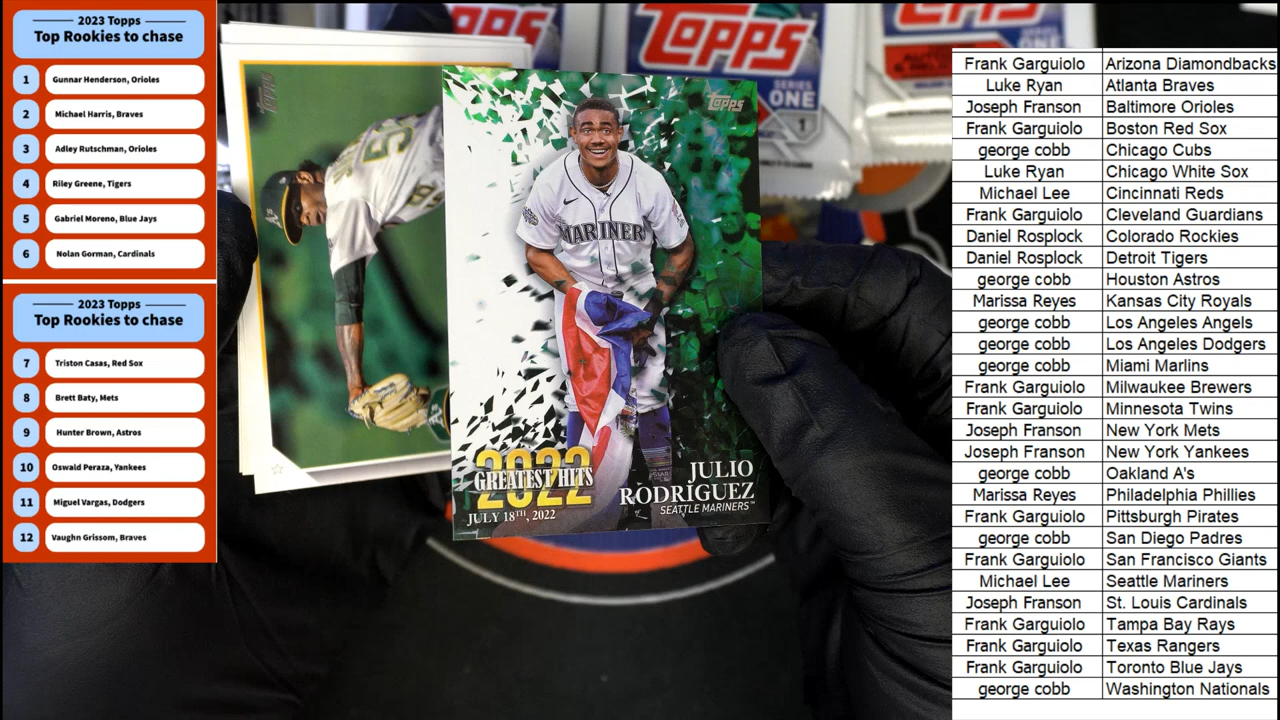 2023 Topps
Top Rookies to chase
1 Gunnar Henderson, Orioles
2 Michael Harris, Braves
3 Adley Rutschman, Orioles
4 Riley Greene, Tigers
5 Gabriel Moreno, Blue Jays
6 Nolan Gorman, Cardinals
2023 Topps
Top Rookies to chase
7 Triston Casas, Red Sox
8 Brett Baty, Mets
9 Hunter Brown, Astros
10 Oswald Peraza, Yankees
11 Miguel Vargas, Dodgers
12 Vaughn Grissom, Braves
TOPPS
SERIES
ONE
1
Topps
topps
MARINER
2022
GREATEST HITS
JULY 18TH, 2022
JULIO
RODRÍGUEZ
SEATTLE MARINERS™
Frank Garguiolo Arizona Diamondbacks
Luke Ryan Atlanta Braves
Joseph Franson Baltimore Orioles
Frank Garguiolo Boston Red Sox
george cobb Chicago Cubs
Luke Ryan Chicago White Sox
Michael Lee Cincinnati Reds
Frank Garguiolo Cleveland Guardians
Daniel Rosplock Colorado Rockies
Daniel Rosplock Detroit Tigers
george cobb Houston Astros
Marissa Reyes Kansas City Royals
george cobb Los Angeles Angels
george cobb Los Angeles Dodgers
george cobb Miami Marlins
Frank Garguiolo Milwaukee Brewers
Frank Garguiolo Minnesota Twins
Joseph Franson New York Mets
Joseph Franson New York Yankees
george cobb Oakland A's
Marissa Reyes Philadelphia Phillies
Frank Garguiolo Pittsburgh Pirates
george cobb San Diego Padres
Frank Garguiolo San Francisco Giants
Michael Lee Seattle Mariners
Joseph Franson St. Louis Cardinals
Frank Garguiolo Tampa Bay Rays
Frank Garguiolo Texas Rangers
Frank Garguiolo Toronto Blue Jays
george cobb Washington Nationals